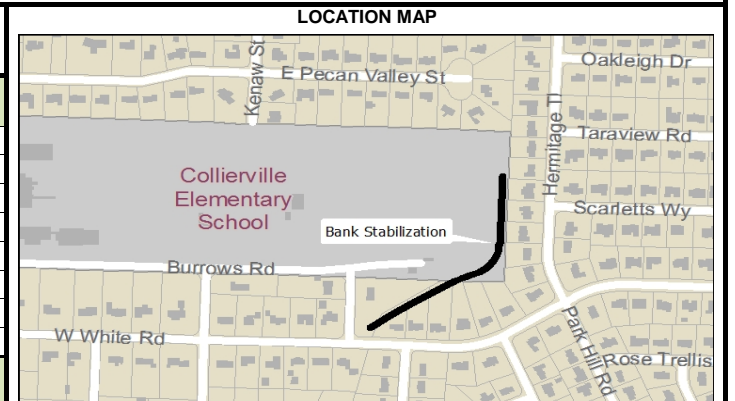 LOCATION MAP
Oakleigh Dr
E Pecan Valley St
Kenaw St
Hermitage Tl
Taraview Rd
Collierville
Elementary
School
Scarletts Wy
Bank Stabilization
Burrows Rd
W White Rd
Park Hill Rd
Rose Trellis